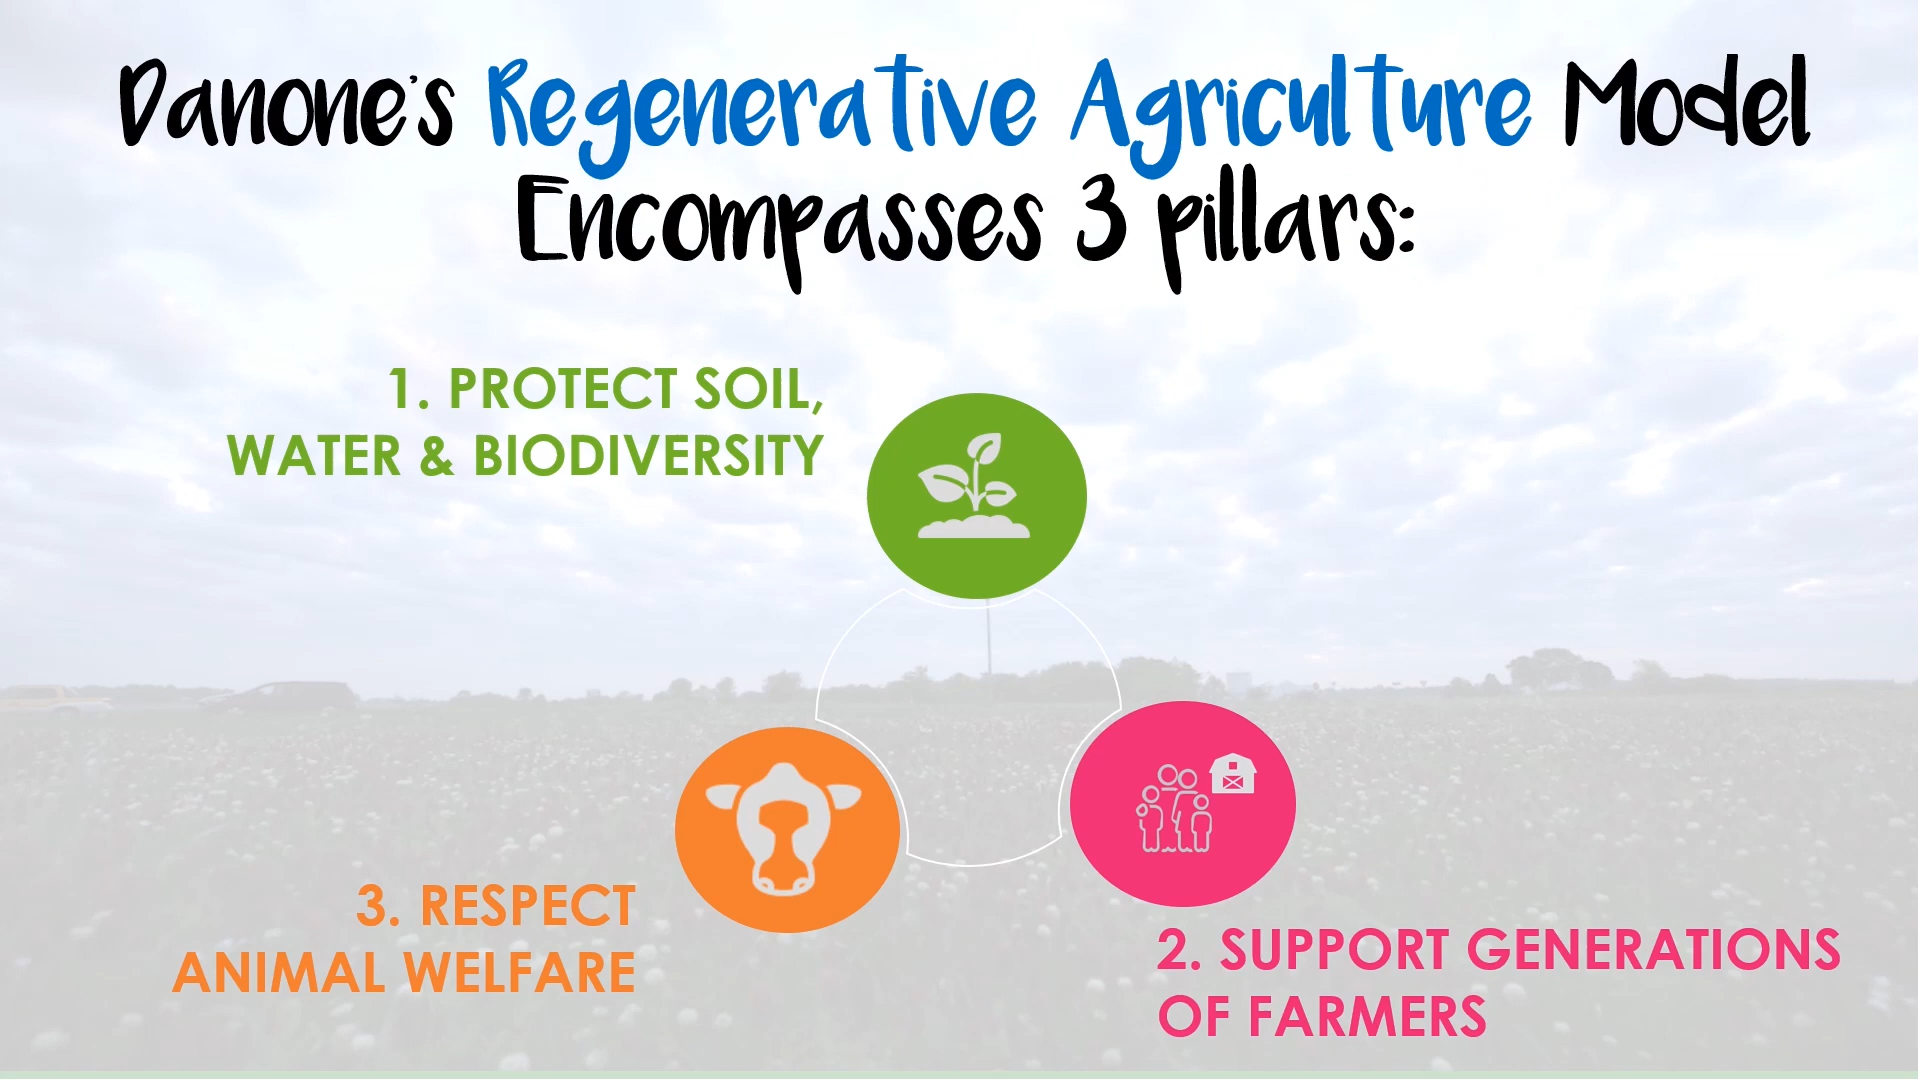 Danone's Regenerative Agriculture Model
Encompasses 3 pillars:
1. PROTECT SOIL,
WATER & BIODIVERSITY
2. SUPPORT GENERATIONS
OF FARMERS
3. RESPECT
ANIMAL WELFARE